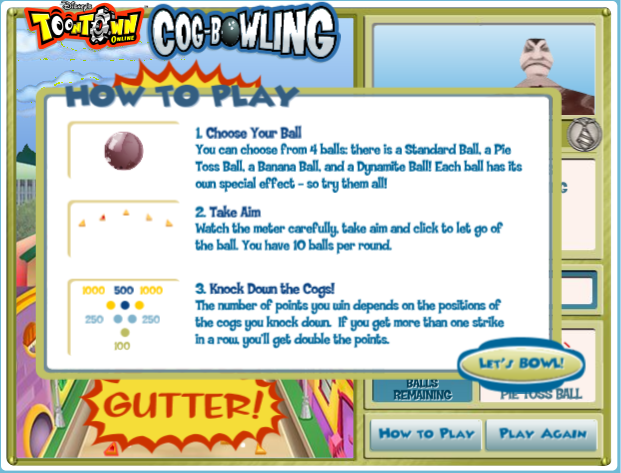 Disney's
TOONTOWN
ONLINE
COG-BOWLING
HOW TO PLAY
1. Choose Your Ball
You can choose from 4 balls: there is a Standard Ball, a Pie
Toss Ball, a Banana Ball, and a Dynamite Ball! Each ball has its
own special effect - so try them all!
2. Take Aim
Watch the meter carefully, take aim and click to let go of
the ball. You have 10 balls per round.
1000 500 1000
250 250
100
3. Knock Down the Cogs!
The number of points you win depends on the positions of
the cogs you knock down. If you get more than one strike
in a row, you'll get double the points.
LET'S BOWL!
GUTTER!
BALLS
REMAINING
PIE TOSS BALL
HOW TO PLAY
PLAY AGAIN